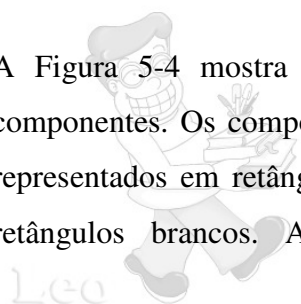 A Figura 5-4 mostra
componentes. Os compo
representados em retâng
retângulos brancos. A
Leo